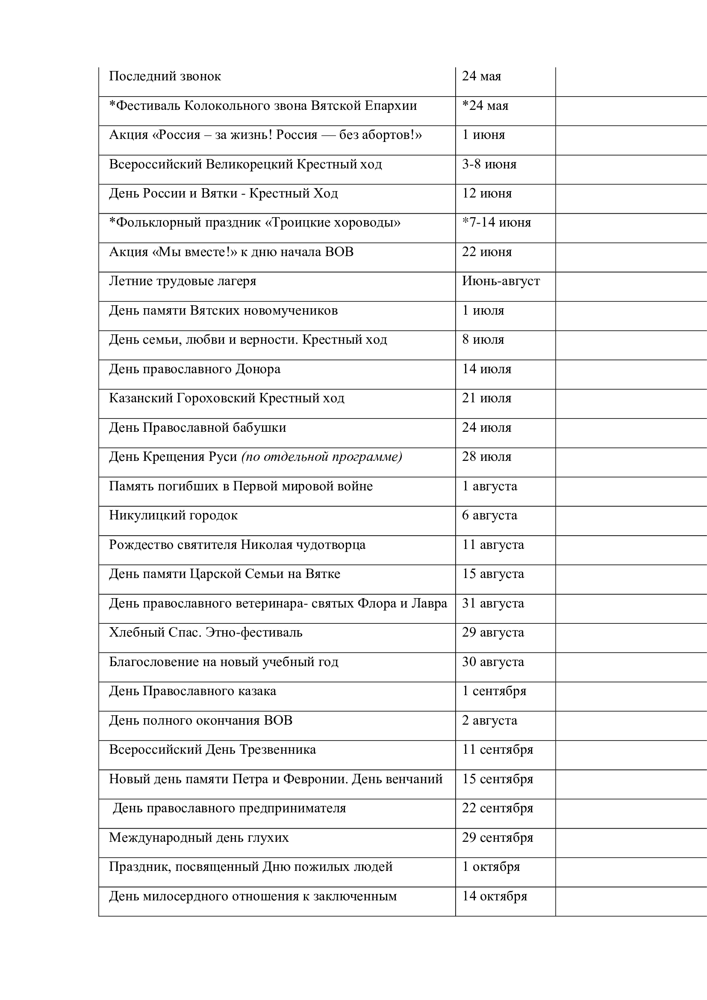 Последний звонок 24 мая
*Фестиваль Колокольного звона Вятской Епархии *24 мая
Акция «Россия – за жизнь! Россия — без абортов!» 1 июня
Всероссийский Великорецкий Крестный ход 3-8 июня
День России и Вятки - Крестный Ход 12 июня
*Фольклорный праздник «Троицкие хороводы» *7-14 июня
Акция «Мы вместе!» к дню начала ВОВ 22 июня
Летние трудовые лагеря Июнь-август
День памяти Вятских новомучеников 1 июля
День семьи, любви и верности. Крестный ход 8 июля
День православного Донора 14 июля
Казанский Гороховский Крестный ход 21 июля
День Православной бабушки 24 июля
День Крещения Руси (по отдельной программе) 28 июля
Память погибших в Первой мировой войне 1 августа
Никулицкий городок 6 августа
Рождество святителя Николая чудотворца 11 августа
День памяти Царской Семьи на Вятке 15 августа
День православного ветеринара- святых Флора и Лавра 31 августа
Хлебный Спас. Этно-фестиваль 29 августа
Благословение на новый учебный год 30 августа
День Православного казака 1 сентября
День полного окончания ВОВ 2 августа
Всероссийский День Трезвенника 11 сентября
Новый день памяти Петра и Февронии. День венчаний 15 сентября
День православного предпринимателя 22 сентября
Международный день глухих 29 сентября
Праздник, посвященный Дню пожилых людей 1 октября
День милосердного отношения к заключенным 14 октября